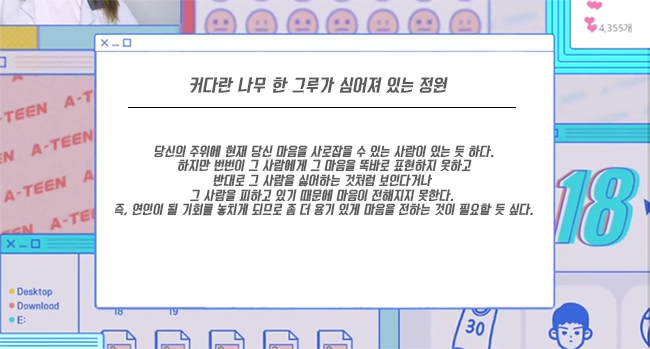 4,355개
커다란 나무 한 그루가 심어져 있는 정원
A-TEEN
A-TEEN
A-TEEN
A-TEEN
당신의 주위에 현재 당신 마음을 사로잡을 수 있는 사람이 있는 듯 하다.
하지만 번번이 그 사람에게 그 마음을 똑바로 표현하지 못하고
반대로 그 사람을 싫어하는 것처럼 보인다거나
그 사람을 피하고 있기 때문에 마음이 전해지지 못한다.
즉, 연인이 될 기회를 놓치게 되므로 좀 더 용기 있게 마음을 전하는 것이 필요할 듯 싶다.
18
Desktop
Download
E:
18 19
30